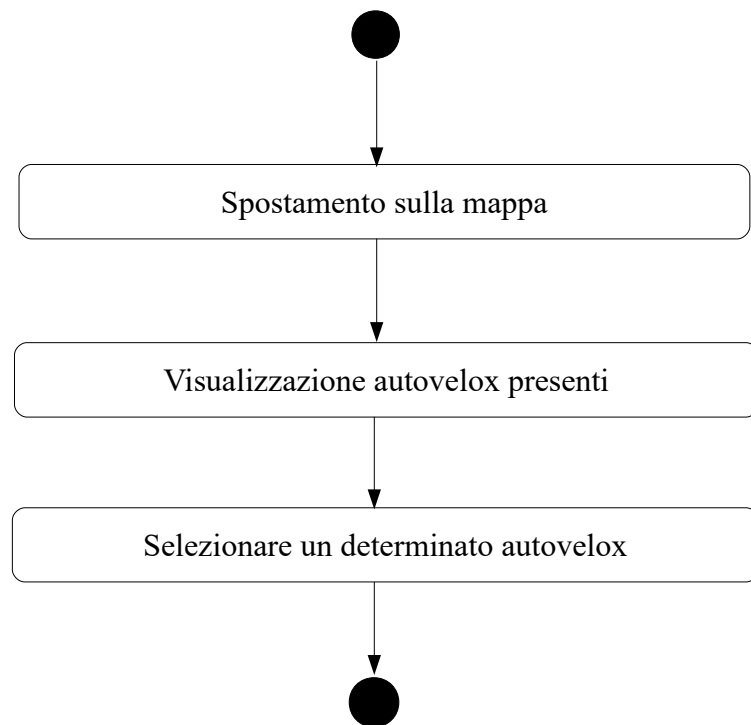 Spostamento sulla mappa
Visualizzazione autovelox presenti
Selezionare un determinato autovelox